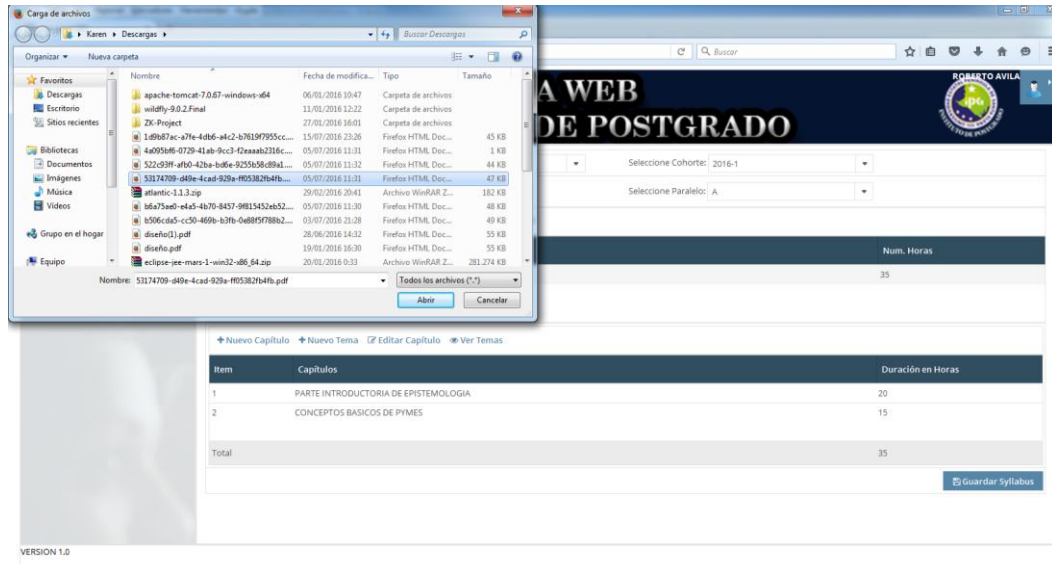 Carga de archivos
Karen ▸ Descargas ▸
Buscar Descargas
Organizar ▾ Nueva carpeta
Favoritos
Descargas
Escritorio
Sitios recientes
Bibliotecas
Documentos
Imágenes
Música
Vídeos
Grupo en el hogar
Equipo
Nombre Fecha de modifica... Tipo Tamaño
apache-tomcat-7.0.67-windows-x64 06/01/2016 10:47 Carpeta de archivos
wildfly-9.0.2.Final 11/01/2016 12:22 Carpeta de archivos
ZK-Project 27/01/2016 16:01 Carpeta de archivos
1d9b87ac-a7fe-4db6-a4c2-b7619f7955cc.... 15/07/2016 23:26 Firefox HTML Doc... 45 KB
4a095bf6-0729-41ab-9cc3-f2eaaab2316c.... 05/07/2016 11:31 Firefox HTML Doc... 1 KB
522c93ff-afb0-42ba-bd6e-9255b58c89a1.... 05/07/2016 11:32 Firefox HTML Doc... 44 KB
53174709-d49e-4cad-929a-ff05382fb4fb.... 05/07/2016 11:31 Firefox HTML Doc... 47 KB
atlantic-1.1.3.zip 29/02/2016 20:41 Archivo WinRAR Z... 182 KB
b6a75ae0-e4a5-4b70-8457-9f815452eb52.... 05/07/2016 11:30 Firefox HTML Doc... 48 KB
b506cda5-cc50-469b-b3fb-0e88f5f788b2.... 03/07/2016 21:28 Firefox HTML Doc... 49 KB
diseño(1).pdf 28/06/2016 14:32 Firefox HTML Doc... 55 KB
diseño.pdf 19/01/2016 16:30 Firefox HTML Doc... 55 KB
eclipse-jee-mars-1-win32-x86_64.zip 20/01/2016 0:33 Archivo WinRAR Z... 281.274 KB
Nombre: 53174709-d49e-4cad-929a-ff05382fb4fb.pdf Todos los archivos (*.*)
Abrir Cancelar
Buscar
A WEB
DE POSTGRADO
ROBERTO AVILA
ipg
Seleccione Cohorte: 2016-1
Seleccione Paralelo: A
Num. Horas
35
Nuevo Capítulo Nuevo Tema Editar Capítulo Ver Temas
Item Capítulos Duración en Horas
1 PARTE INTRODUCTORIA DE EPISTEMOLOGIA 20
2 CONCEPTOS BASICOS DE PYMES 15
Total 35
Guardar Syllabus
VERSION 1.0